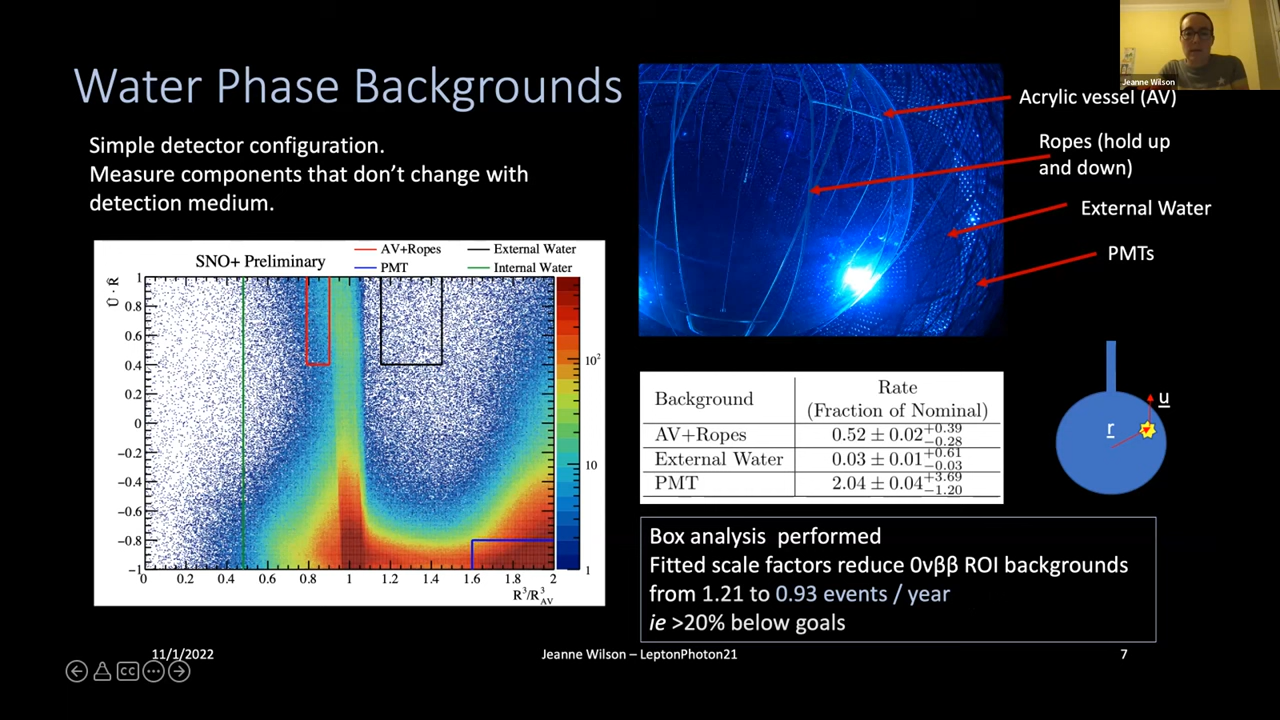 Jeanne Wilson
Water Phase Backgrounds
Simple detector configuration.
Measure components that don't change with
detection medium.
Acrylic vessel (AV)
Ropes (hold up
and down)
External Water
PMTs
SNO+ Preliminary
AV+Ropes
External Water
PMT
Internal Water
Û · R̂
1
0.8
0.6
0.4
0.2
0
−0.2
−0.4
−0.6
−0.8
−1
0 0.2 0.4 0.6 0.8 1 1.2 1.4 1.6 1.8 2
R³/R³AV
10²
10
1
Background Rate
(Fraction of Nominal)
AV+Ropes 0.52 ± 0.02 +0.39 −0.28
External Water 0.03 ± 0.01 +0.61 −0.03
PMT 2.04 ± 0.04 +3.69 −1.20
u
r
Box analysis performed
Fitted scale factors reduce 0νββ ROI backgrounds
from 1.21 to 0.93 events / year
ie >20% below goals
11/1/2022
Jeanne Wilson – LeptonPhoton21
7
CC